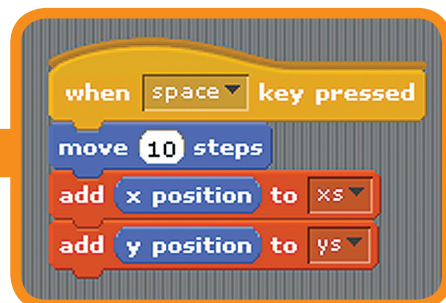 when space key pressed
move 10 steps
add x position to xs
add y position to ys